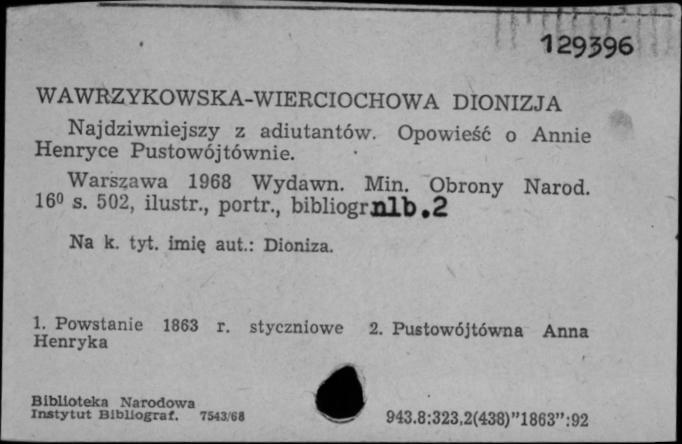 129396
WAWRZYKOWSKA-WIERCIOCHOWA DIONIZJA
Najdziwniejszy z adiutantów. Opowieść o Annie
Henryce Pustowójtównie.
Warszawa 1968 Wydawn. Min. Obrony Narod.
16⁰ s. 502, ilustr., portr., bibliogr.nlb.2
Na k. tyt. imię aut.: Dioniza.
1. Powstanie 1863 r. styczniowe 2. Pustowójtówna Anna
Henryka
Biblioteka Narodowa
Instytut Bibliograf. 7543/68
943.8:323.2(438)"1863":92